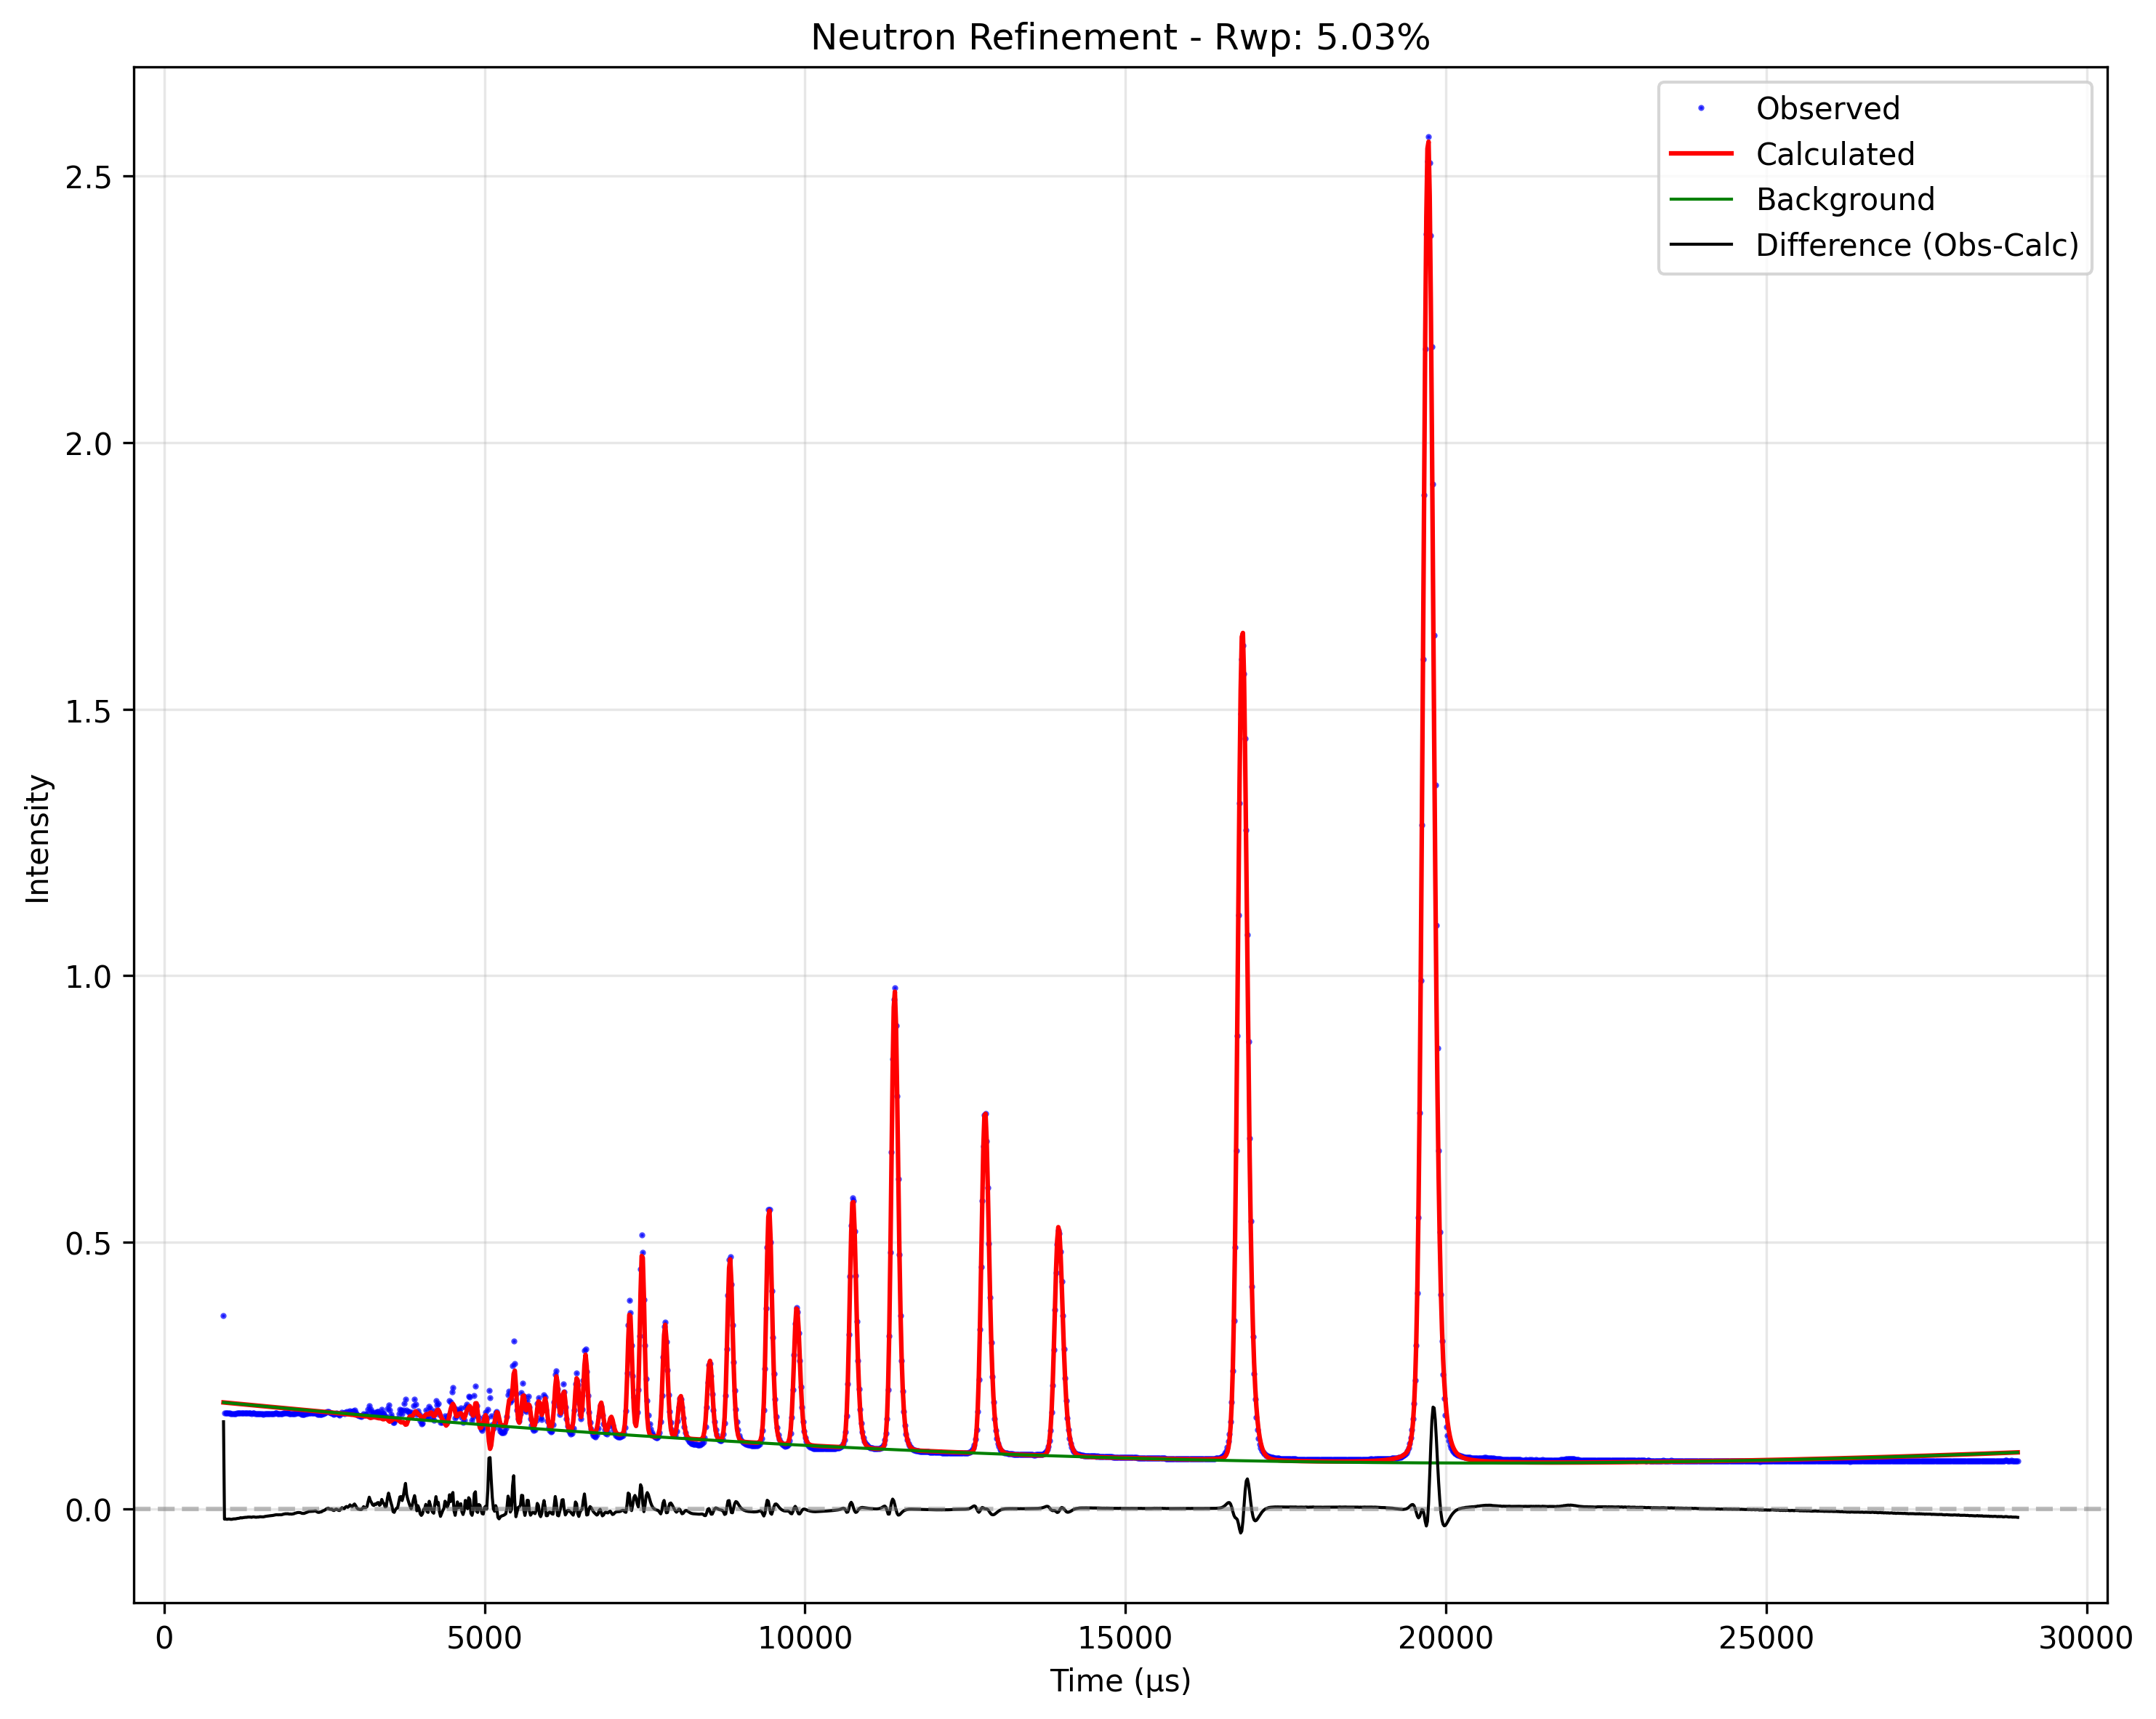 Neutron Refinement - Rwp: 5.03%
Observed
Calculated
Background
Difference (Obs-Calc)
Intensity
2.5
2.0
1.5
1.0
0.5
0.0
0 5000 10000 15000 20000 25000 30000
Time (μs)